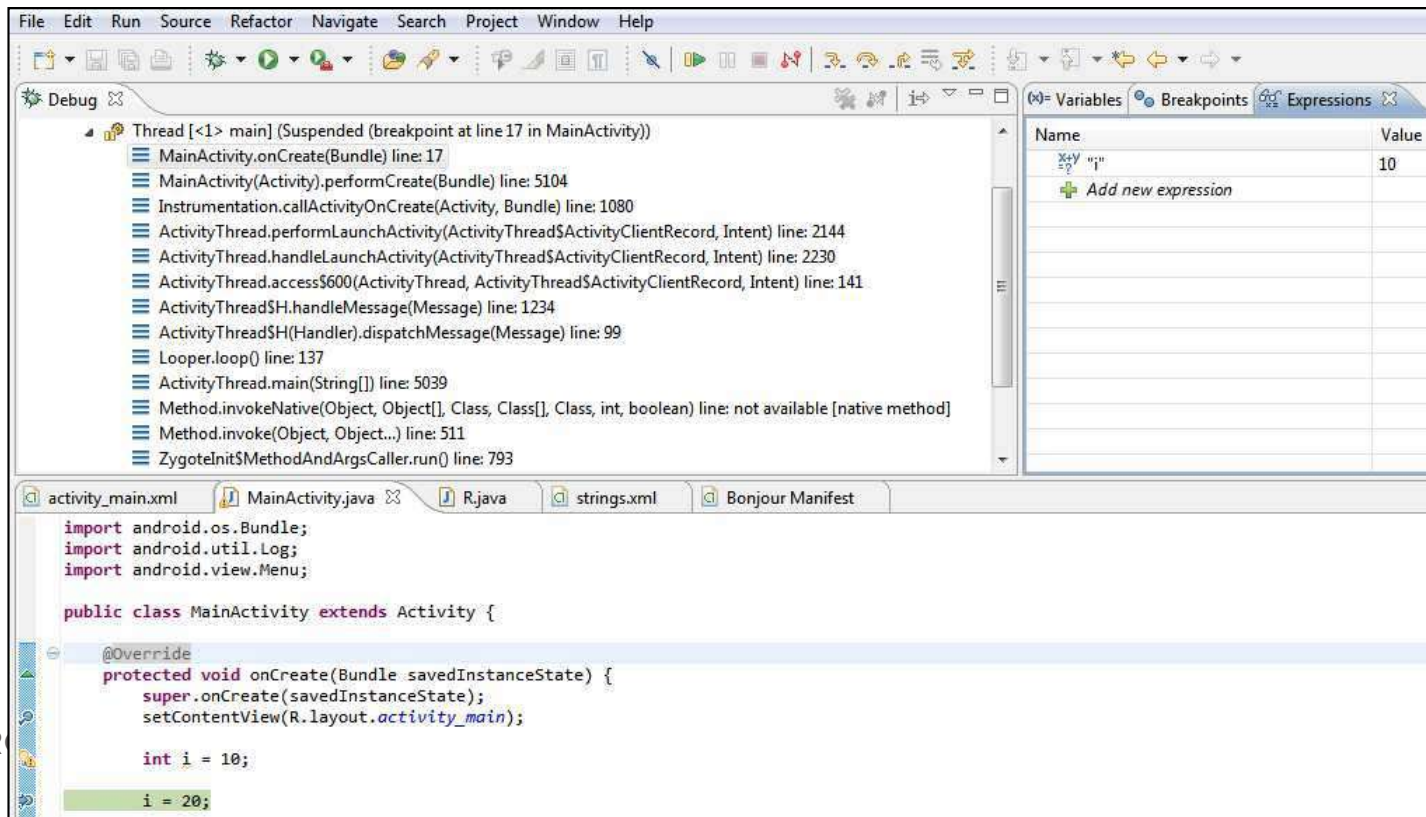 File Edit Run Source Refactor Navigate Search Project Window Help
Debug
Thread [<1> main] (Suspended (breakpoint at line 17 in MainActivity))
MainActivity.onCreate(Bundle) line: 17
MainActivity(Activity).performCreate(Bundle) line: 5104
Instrumentation.callActivityOnCreate(Activity, Bundle) line: 1080
ActivityThread.performLaunchActivity(ActivityThread$ActivityClientRecord, Intent) line: 2144
ActivityThread.handleLaunchActivity(ActivityThread$ActivityClientRecord, Intent) line: 2230
ActivityThread.access$600(ActivityThread, ActivityThread$ActivityClientRecord, Intent) line: 141
ActivityThread$H.handleMessage(Message) line: 1234
ActivityThread$H(Handler).dispatchMessage(Message) line: 99
Looper.loop() line: 137
ActivityThread.main(String[]) line: 5039
Method.invokeNative(Object, Object[], Class, Class[], Class, int, boolean) line: not available [native method]
Method.invoke(Object, Object...) line: 511
ZygoteInit$MethodAndArgsCaller.run() line: 793
(x)= Variables Breakpoints Expressions
Name Value
"i" 10
Add new expression
activity_main.xml MainActivity.java R.java strings.xml Bonjour Manifest
import android.os.Bundle;
import android.util.Log;
import android.view.Menu;
public class MainActivity extends Activity {
@Override
protected void onCreate(Bundle savedInstanceState) {
super.onCreate(savedInstanceState);
setContentView(R.layout.activity_main);
int i = 10;
i = 20;